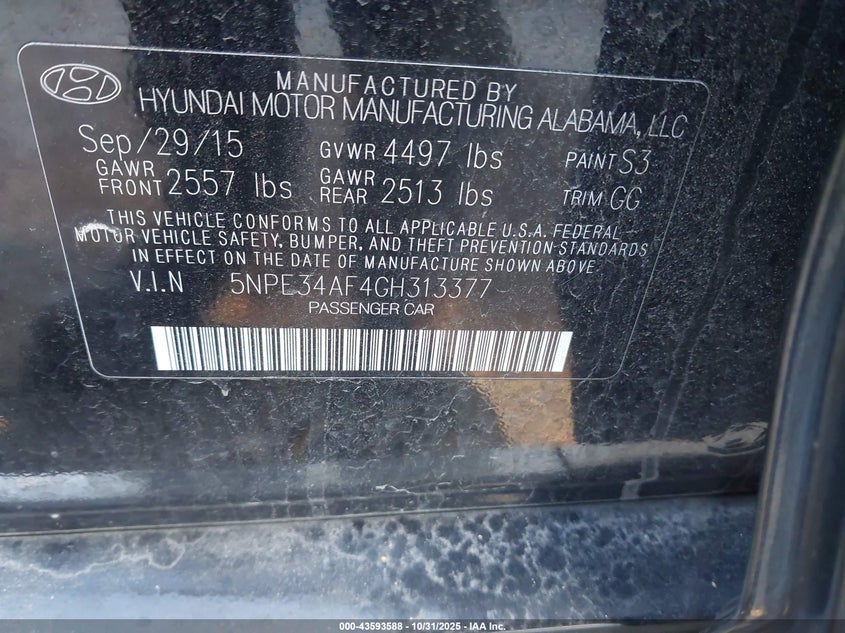 MANUFACTURED BY
HYUNDAI MOTOR MANUFACTURING ALABAMA, LLC
Sep/29/15 GVWR 4497 lbs PAINT S3
GAWR FRONT 2557 lbs GAWR REAR 2513 lbs TRIM GG
THIS VEHICLE CONFORMS TO ALL APPLICABLE U.S.A. FEDERAL
MOTOR VEHICLE SAFETY, BUMPER, AND THEFT PREVENTION STANDARDS
IN EFFECT ON THE DATE OF MANUFACTURE SHOWN ABOVE
V.I.N 5NPE34AF4GH313377
PASSENGER CAR
000-43593588 - 10/31/2025 - IAA Inc.